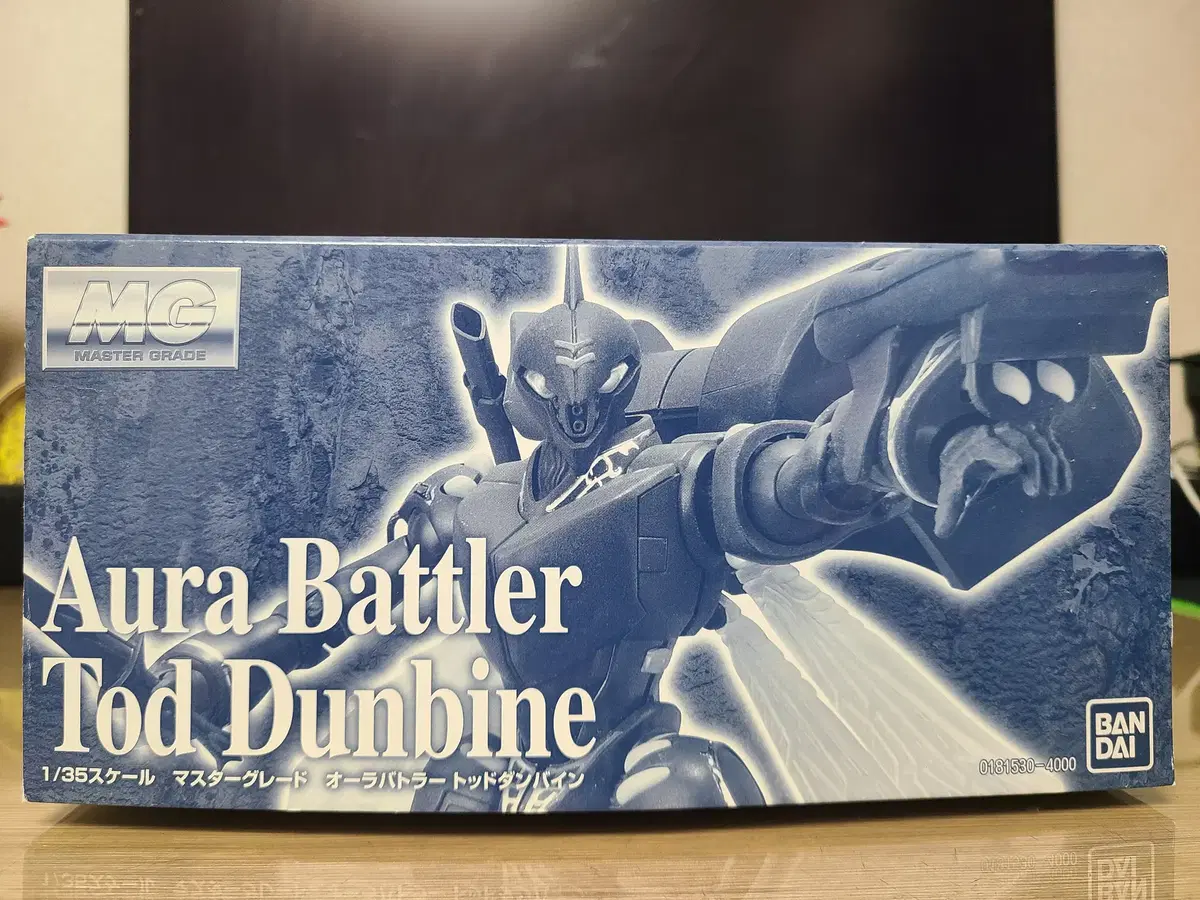 MG
MASTER GRADE
Aura Battler
Tod Dunbine
1/35スケール マスターグレード オーラバトラー トッドダンバイン
0181530-4000
BAN
DAI